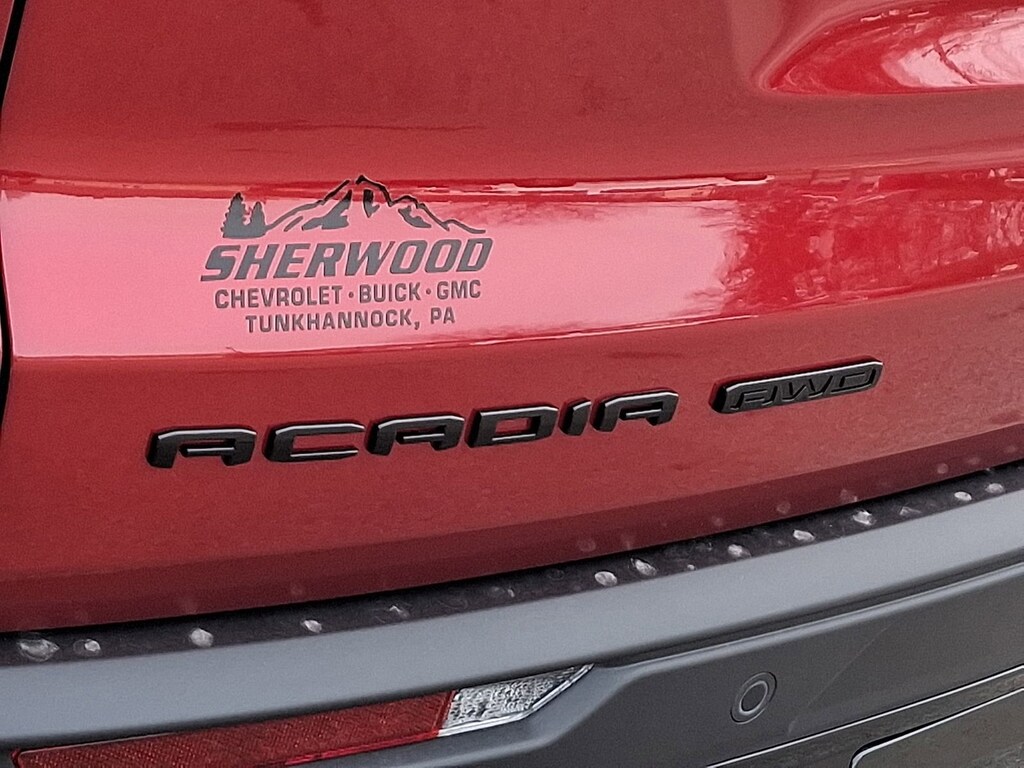 SHERWOOD
CHEVROLET · BUICK · GMC
TUNKHANNOCK, PA
ACADIA AWD